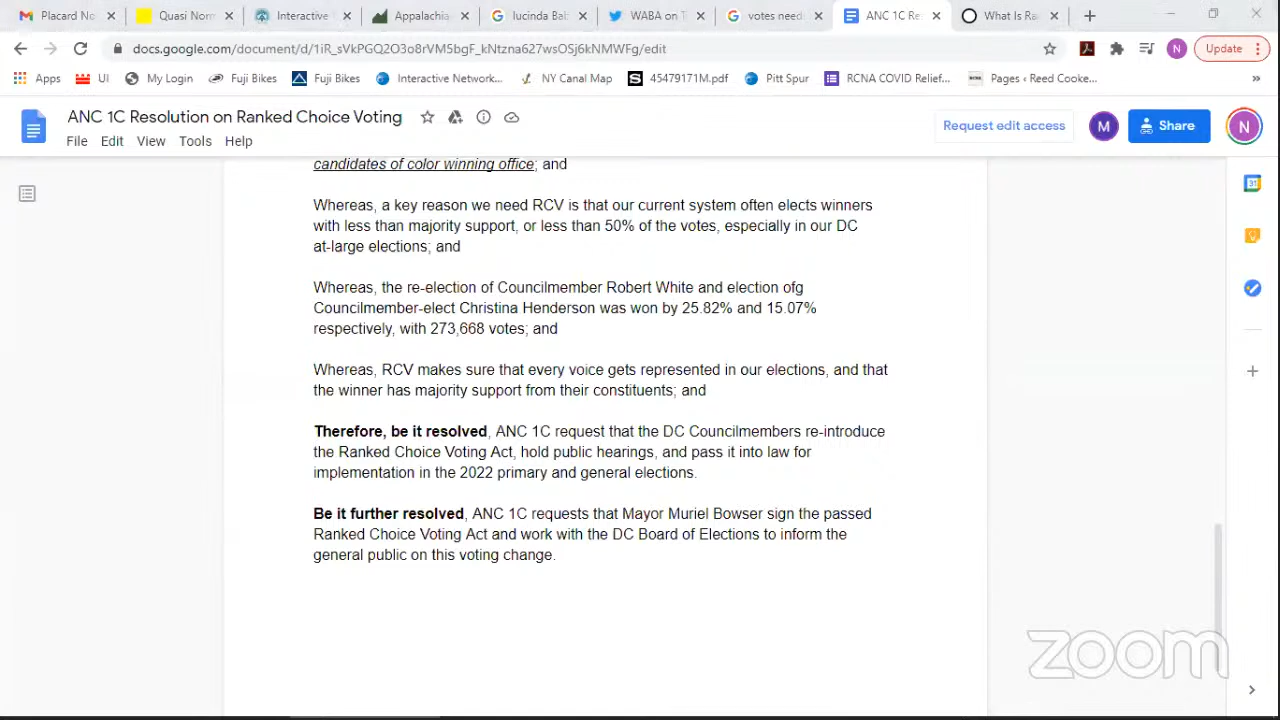 Placard No
Quasi Norm
Interactive
Appalachia
lucinda Bab
WABA on T
votes need
ANC 1C Re
What Is Ra
docs.google.com/document/d/1iR_sVkPGQ2O3o8rVM5bgF_kNtzna627wsOSj6kNMWFg/edit
N
Update
Apps
UI
My Login
Fuji Bikes
Fuji Bikes
Interactive Network...
NY Canal Map
45479171M.pdf
Pitt Spur
RCNA COVID Relief...
Pages ‹ Reed Cooke...
»
ANC 1C Resolution on Ranked Choice Voting
File Edit View Tools Help
Request edit access
M
Share
N
31
candidates of color winning office; and
Whereas, a key reason we need RCV is that our current system often elects winners
with less than majority support, or less than 50% of the votes, especially in our DC
at-large elections; and
Whereas, the re-election of Councilmember Robert White and election ofg
Councilmember-elect Christina Henderson was won by 25.82% and 15.07%
respectively, with 273,668 votes; and
Whereas, RCV makes sure that every voice gets represented in our elections, and that
the winner has majority support from their constituents; and
Therefore, be it resolved, ANC 1C request that the DC Councilmembers re-introduce
the Ranked Choice Voting Act, hold public hearings, and pass it into law for
implementation in the 2022 primary and general elections.
Be it further resolved, ANC 1C requests that Mayor Muriel Bowser sign the passed
Ranked Choice Voting Act and work with the DC Board of Elections to inform the
general public on this voting change.
zoom